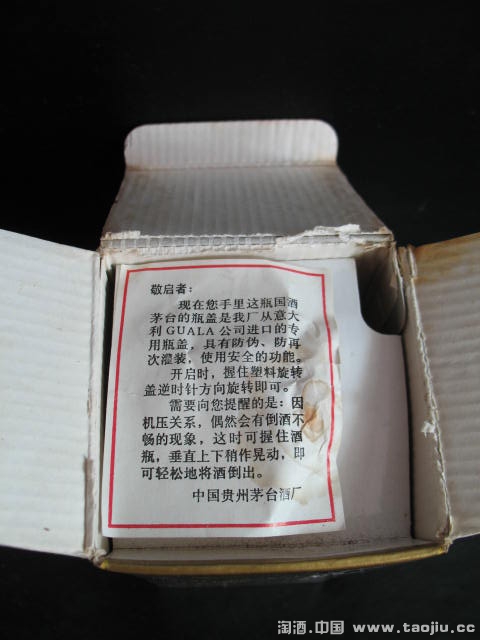 敬启者：
现在您手里这瓶国酒
茅台的瓶盖是我厂从意大
利GUALA公司进口的专
用瓶盖，具有防伪、防再
次灌装，使用安全的功能。
开启时，握住塑料旋转
盖逆时针方向旋转即可。
需要向您提醒的是：因
机压关系，偶然会有倒酒不
畅的现象，这时可握住酒
瓶，垂直上下稍作晃动，即
可轻松地将酒倒出。
中国贵州茅台酒厂
淘酒.中国 www.taojiu.cc